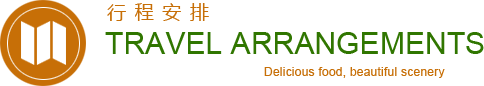 行程安排
TRAVEL ARRANGEMENTS
Delicious food, beautiful scenery